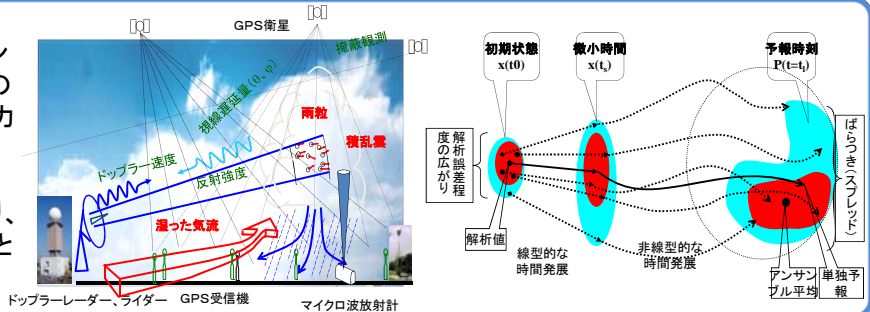 ン
の
カ
、
と
GPS衛星
掩蔽観測
視線遅延量(θ、φ)
雨粒
積乱雲
ドップラー速度
反射強度
湿った気流
ドップラーレーダー、ライダー
GPS受信機
マイクロ波放射計
初期状態
x(t0)
微小時間
x(ts)
予報時刻
P(t=t1)
解析誤差程
度の広がり
ばらつき(スプレッド)
解析値
線型的な
時間発展
非線型的な
時間発展
アンサン
ブル平均
単独予
報